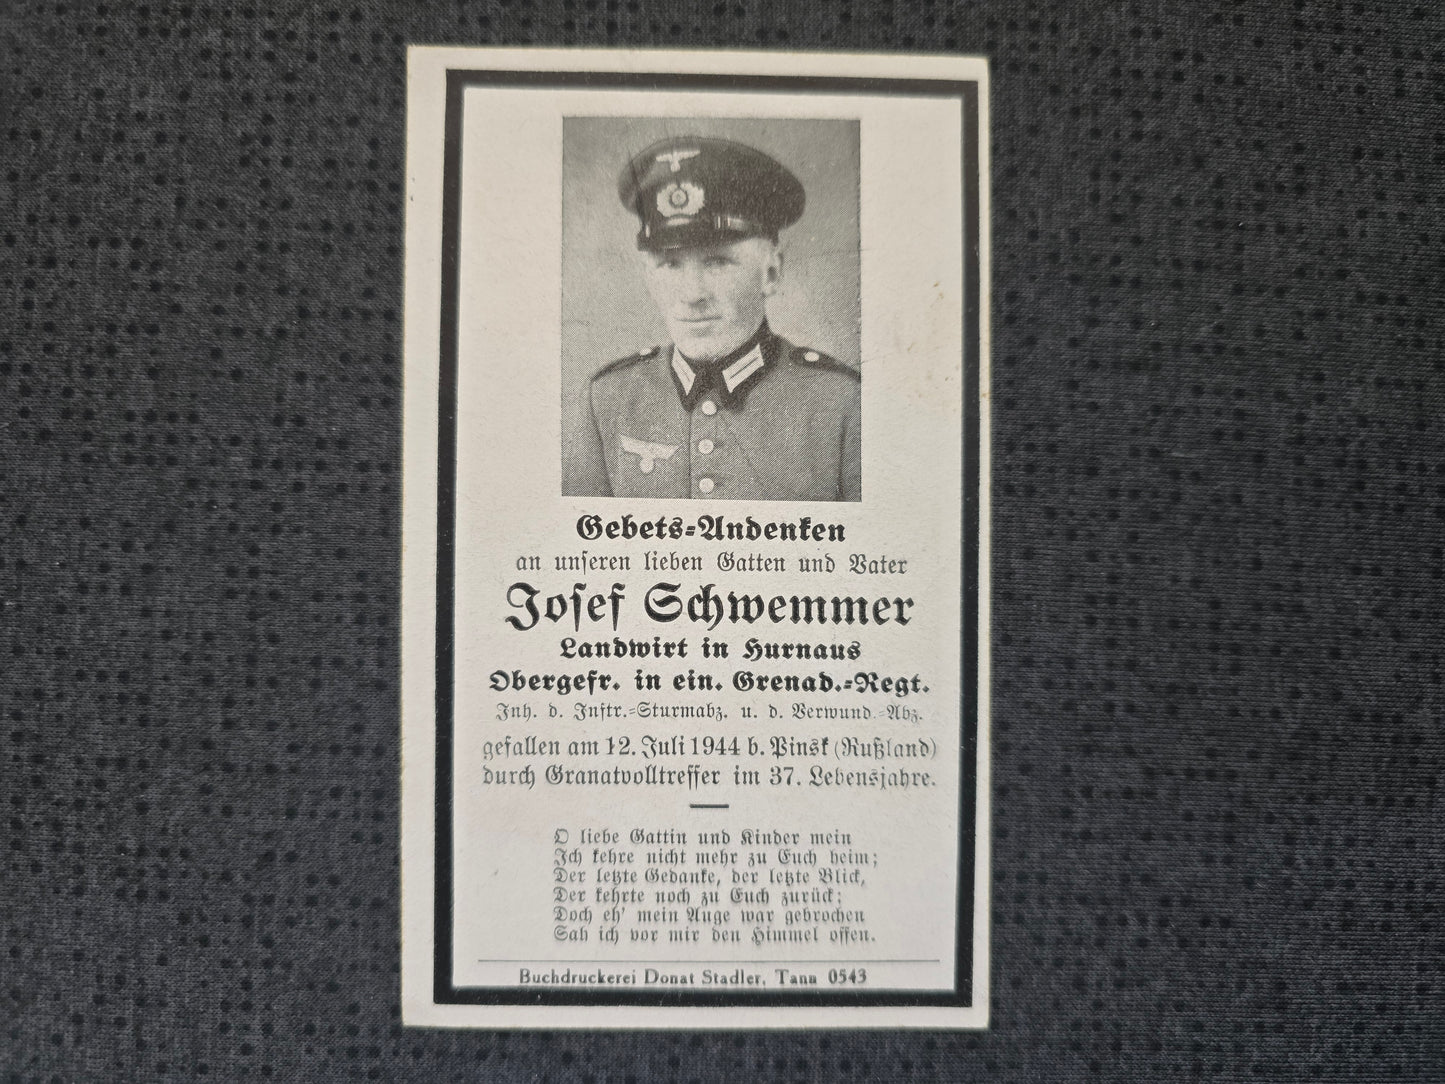 Gebets-Andenken
an unseren lieben Gatten und Vater
Josef Schwemmer
Landwirt in Hurnaus
Obergefr. in ein. Grenad.-Regt.
Inh. d. Inftr.-Sturmabz. u. d. Verwund.-Abz.
gefallen am 12. Juli 1944 b. Pinsk (Rußland)
durch Granatvolltreffer im 37. Lebensjahre.
O liebe Gattin und Kinder mein
Ich kehre nicht mehr zu Euch heim;
Der letzte Gedanke, der letzte Blick,
Der kehrte noch zu Euch zurück;
Doch eh' mein Auge war gebrochen
Sah ich vor mir den Himmel offen.
Buchdruckerei Donat Stadler, Tann 0543